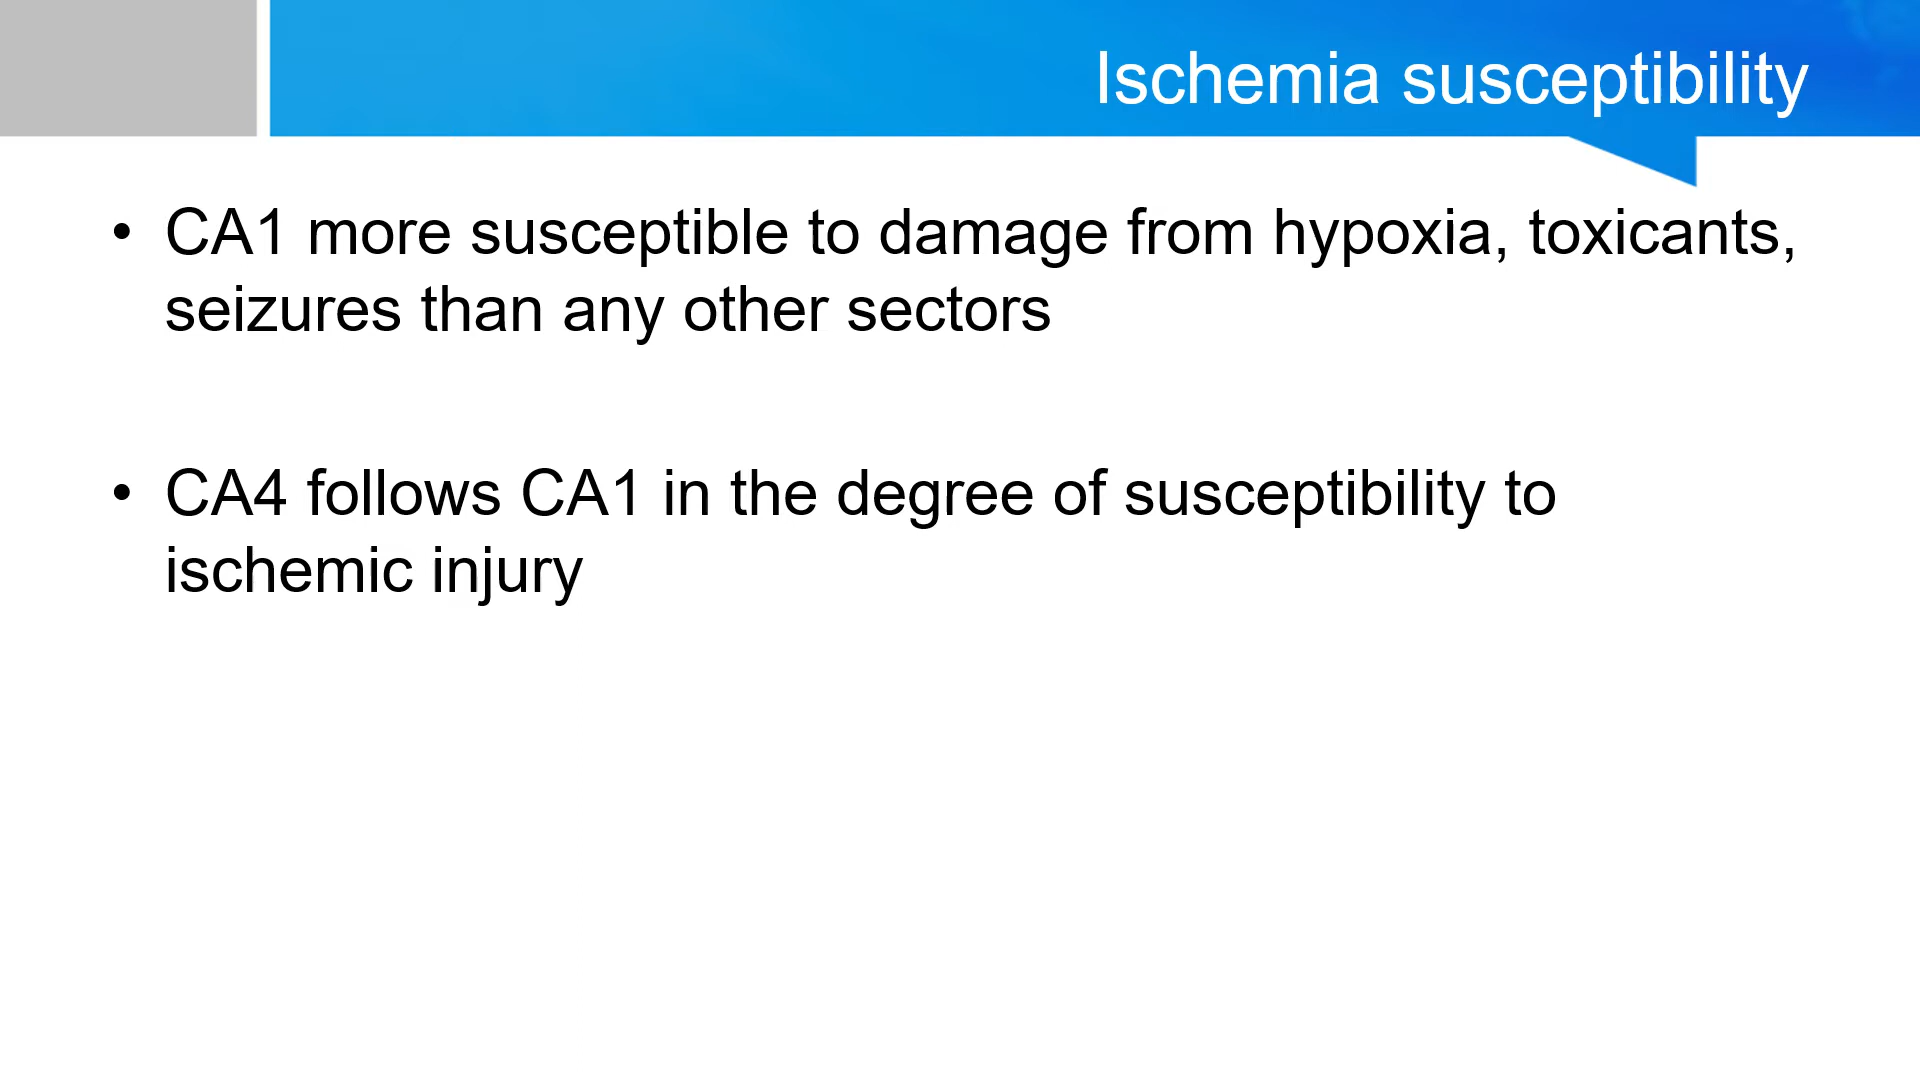 Ischemia susceptibility
• CA1 more susceptible to damage from hypoxia, toxicants,
seizures than any other sectors
• CA4 follows CA1 in the degree of susceptibility to
ischemic injury